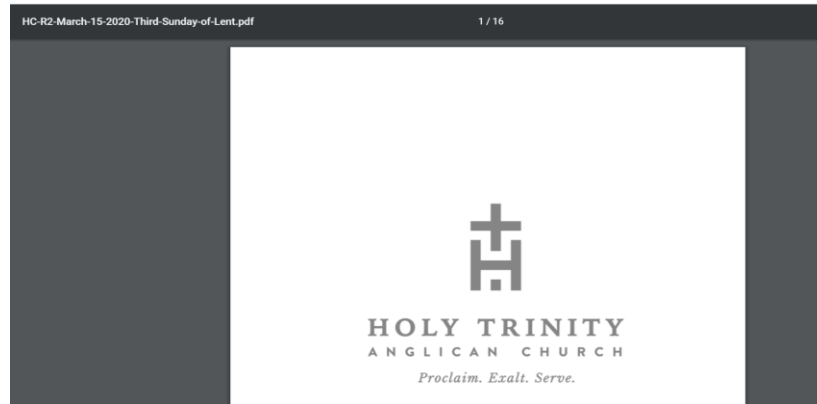 HC-R2-March-15-2020-Third-Sunday-of-Lent.pdf 1 / 16
HOLY TRINITY
ANGLICAN CHURCH
Proclaim. Exalt. Serve.